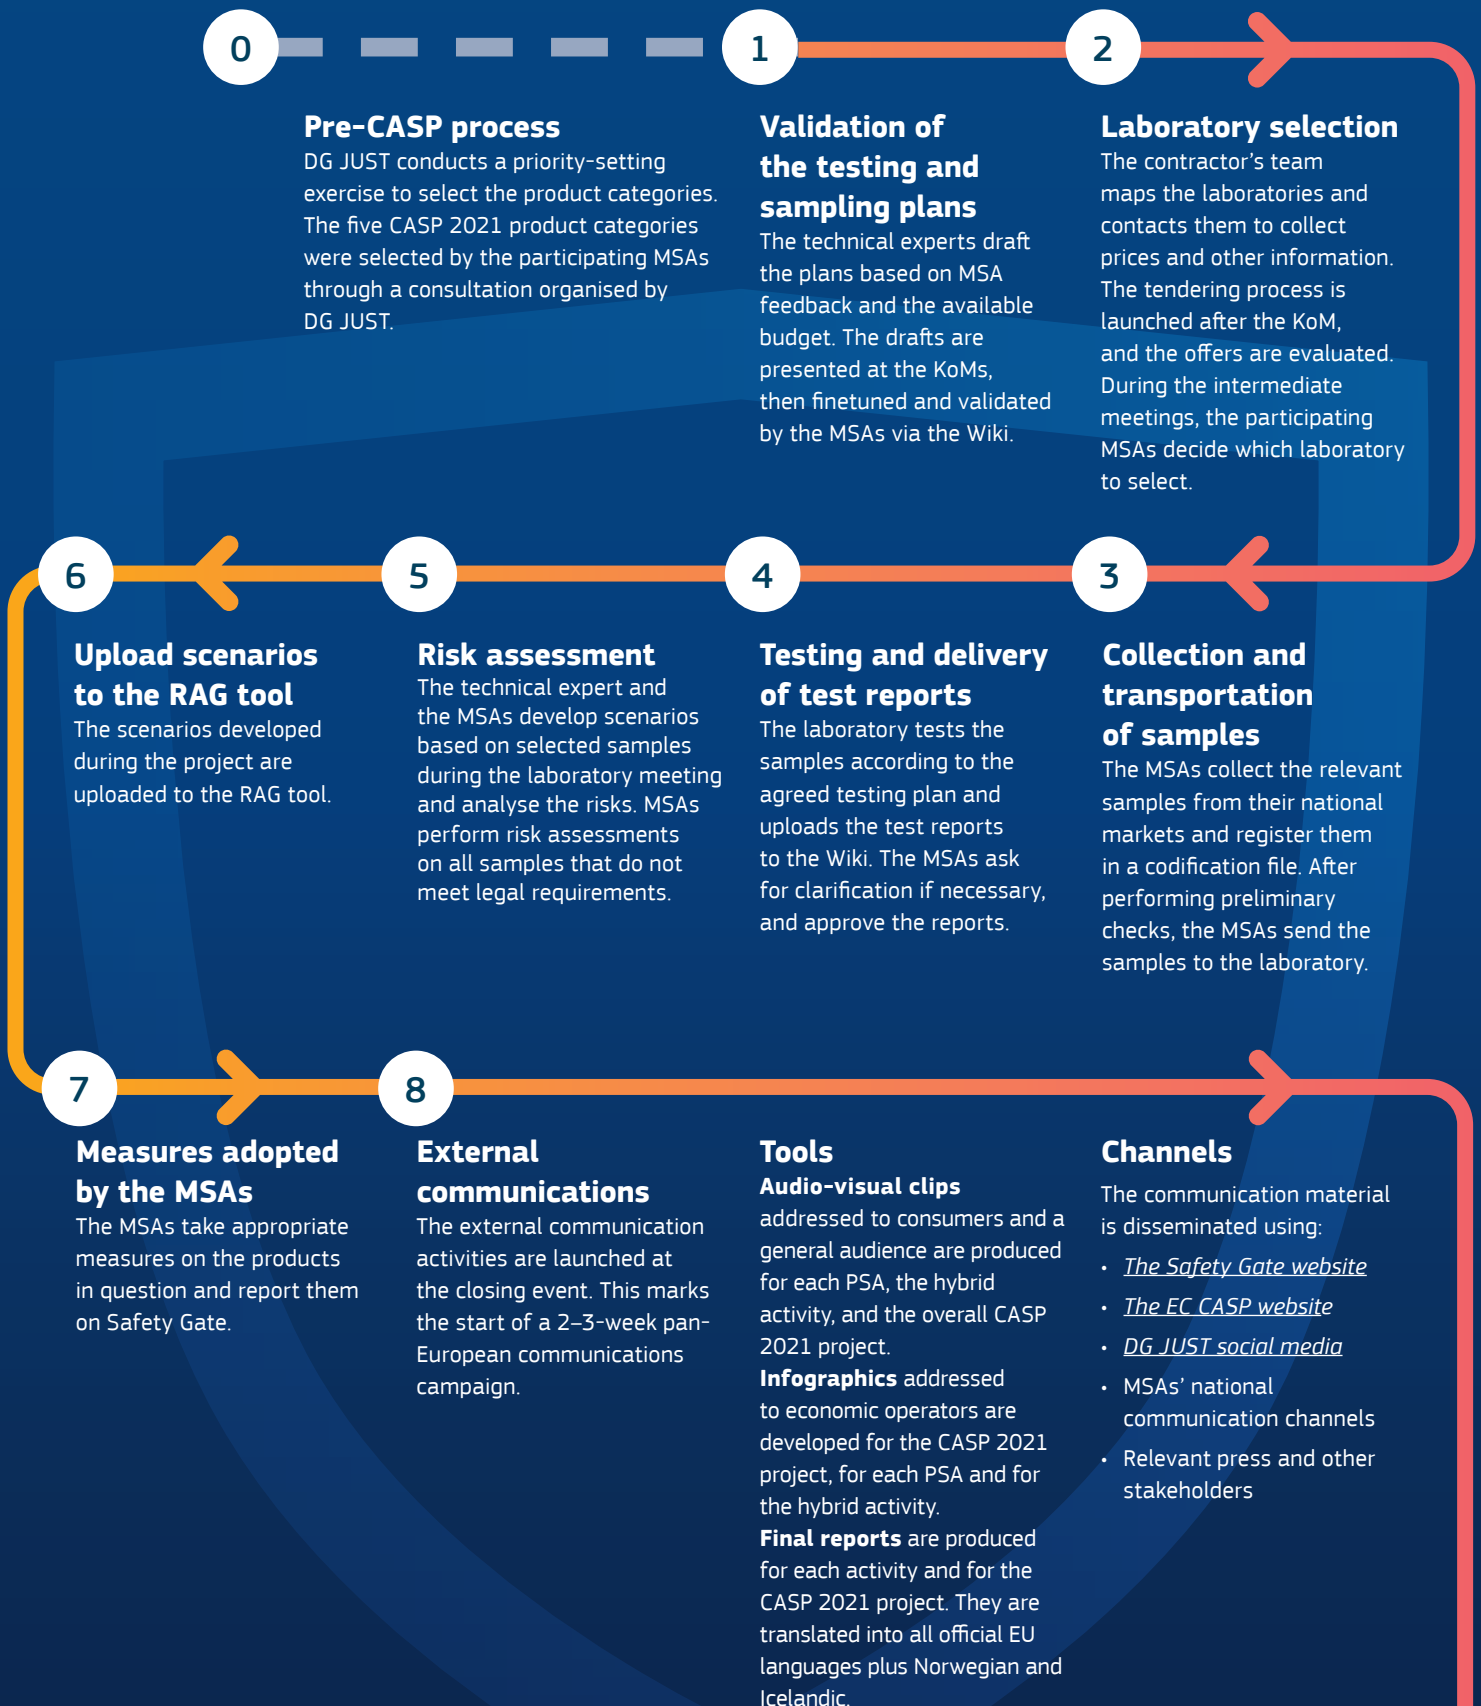 0
Pre-CASP process
DG JUST conducts a priority-setting
exercise to select the product categories.
The five CASP 2021 product categories
were selected by the participating MSAs
through a consultation organised by
DG JUST.
1
Validation of
the testing and
sampling plans
The technical experts draft
the plans based on MSA
feedback and the available
budget. The drafts are
presented at the KoMs,
then finetuned and validated
by the MSAs via the Wiki.
2
Laboratory selection
The contractor's team
maps the laboratories and
contacts them to collect
prices and other information.
The tendering process is
launched after the KoM,
and the offers are evaluated.
During the intermediate
meetings, the participating
MSAs decide which laboratory
to select.
3
Collection and
transportation
of samples
The MSAs collect the relevant
samples from their national
markets and register them
in a codification file. After
performing preliminary
checks, the MSAs send the
samples to the laboratory.
4
Testing and delivery
of test reports
The laboratory tests the
samples according to the
agreed testing plan and
uploads the test reports
to the Wiki. The MSAs ask
for clarification if necessary,
and approve the reports.
5
Risk assessment
The technical expert and
the MSAs develop scenarios
based on selected samples
during the laboratory meeting
and analyse the risks. MSAs
perform risk assessments
on all samples that do not
meet legal requirements.
6
Upload scenarios
to the RAG tool
The scenarios developed
during the project are
uploaded to the RAG tool.
7
Measures adopted
by the MSAs
The MSAs take appropriate
measures on the products
in question and report them
on Safety Gate.
8
External
communications
The external communication
activities are launched at
the closing event. This marks
the start of a 2–3-week pan-
European communications
campaign.
Tools
Audio-visual clips
addressed to consumers and a
general audience are produced
for each PSA, the hybrid
activity, and the overall CASP
2021 project.
Infographics addressed
to economic operators are
developed for the CASP 2021
project, for each PSA and for
the hybrid activity.
Final reports are produced
for each activity and for the
CASP 2021 project. They are
translated into all official EU
languages plus Norwegian and
Icelandic.
Channels
The communication material
is disseminated using:
• The Safety Gate website
• The EC CASP website
• DG JUST social media
• MSAs' national
communication channels
• Relevant press and other
stakeholders